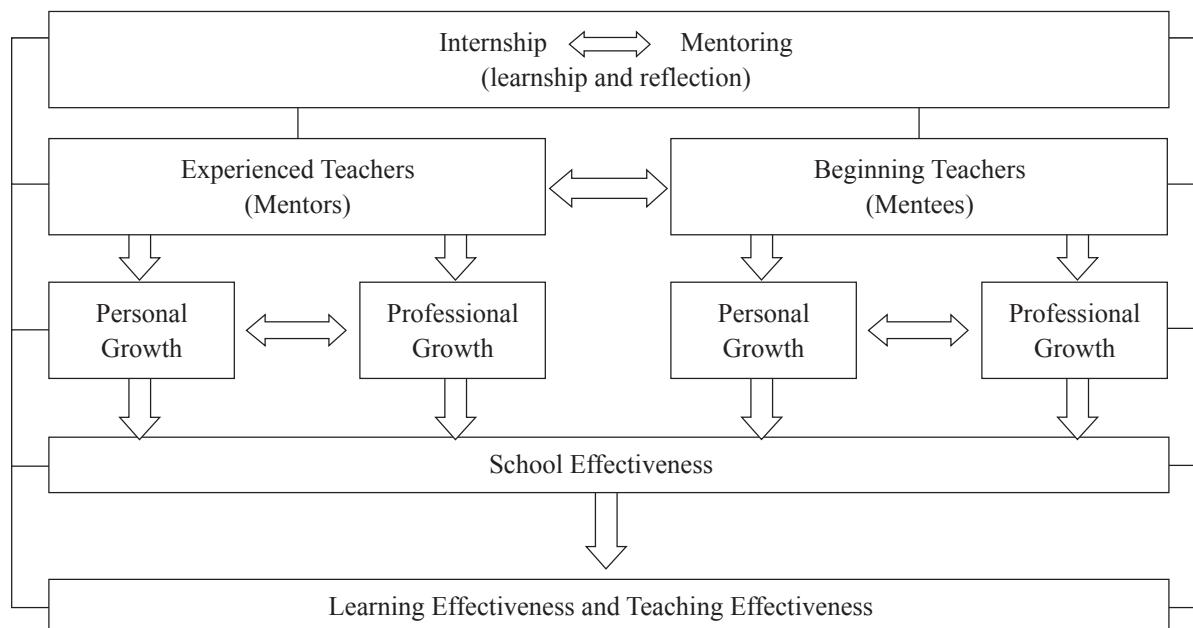 Internship Mentoring
(learnship and reflection)
Experienced Teachers
(Mentors)
Beginning Teachers
(Mentees)
Personal
Growth
Professional
Growth
Personal
Growth
Professional
Growth
School Effectiveness
Learning Effectiveness and Teaching Effectiveness